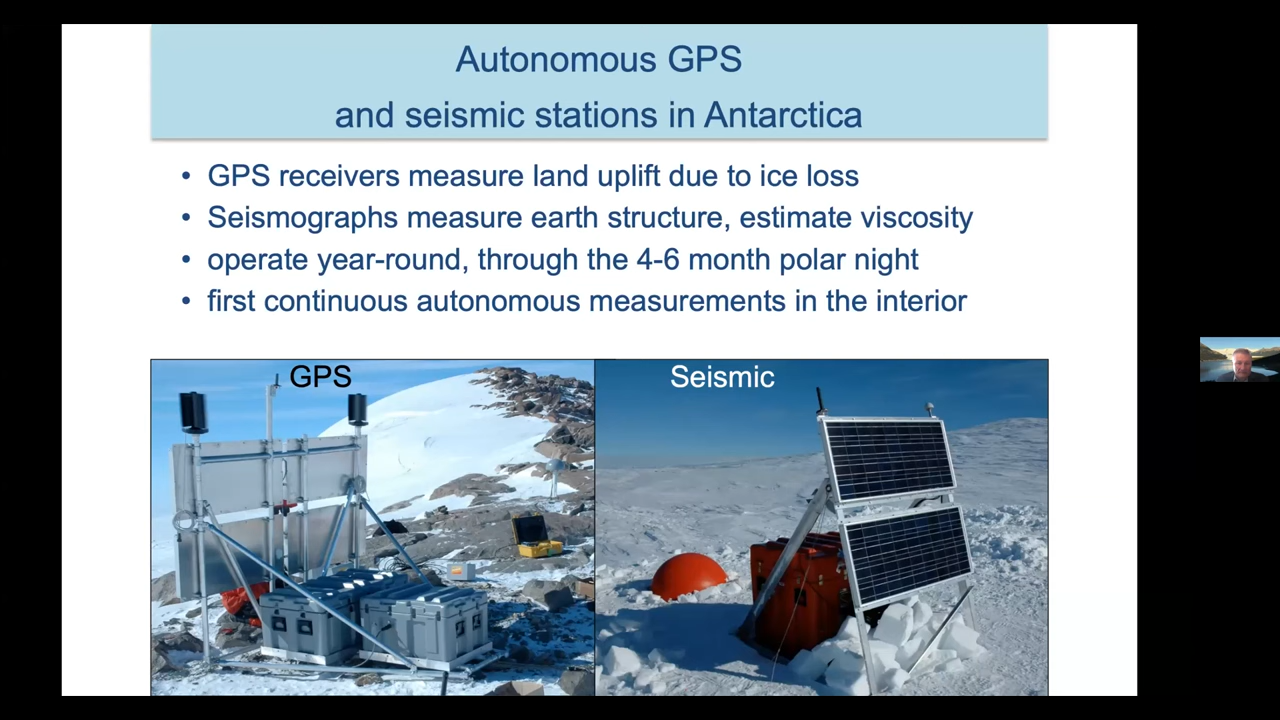 Autonomous GPS
and seismic stations in Antarctica
• GPS receivers measure land uplift due to ice loss
• Seismographs measure earth structure, estimate viscosity
• operate year-round, through the 4-6 month polar night
• first continuous autonomous measurements in the interior
GPS
Seismic